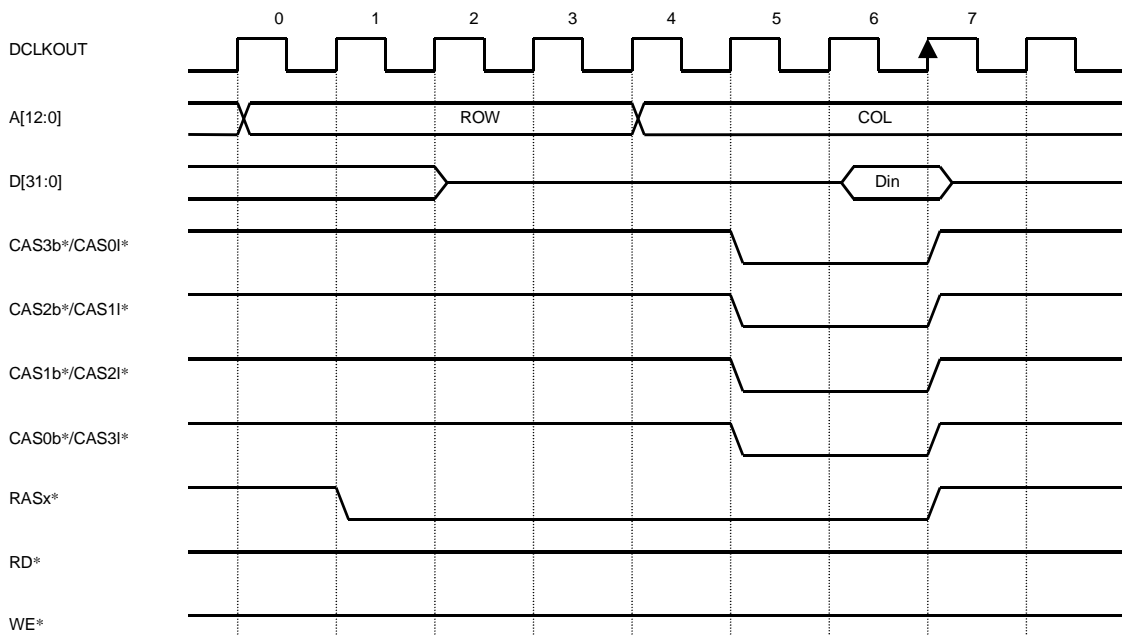 0 1 2 3 4 5 6 7
DCLKOUT
A[12:0] ROW COL
D[31:0] Din
CAS3b*/CAS0l*
CAS2b*/CAS1l*
CAS1b*/CAS2l*
CAS0b*/CAS3l*
RASx*
RD*
WE*